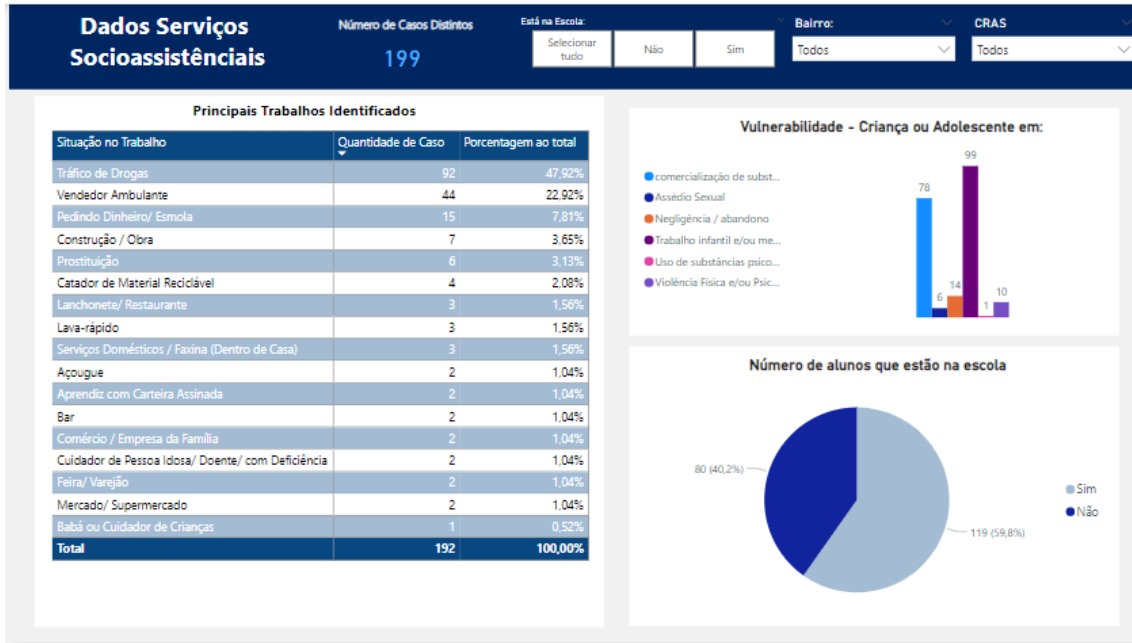 Dados Serviços
Socioassistênciais
Número de Casos Distintos
199
Está na Escola:
Selecionar
tudo
Não
Sim
Bairro:
Todos
CRAS
Todos
Principais Trabalhos Identificados
Situação no Trabalho Quantidade de Caso Porcentagem ao total
Tráfico de Drogas 92 47,92%
Vendedor Ambulante 44 22,92%
Pedindo Dinheiro/ Esmola 15 7,81%
Construção / Obra 7 3,65%
Prostituição 6 3,13%
Catador de Material Reciclável 4 2,08%
Lanchonete/ Restaurante 3 1,56%
Lava-rápido 3 1,56%
Serviços Domésticos / Faxina (Dentro de Casa) 3 1,56%
Açougue 2 1,04%
Aprendiz com Carteira Assinada 2 1,04%
Bar 2 1,04%
Comércio / Empresa da Família 2 1,04%
Cuidador de Pessoa Idosa/ Doente/ com Deficiência 2 1,04%
Feira/ Varejão 2 1,04%
Mercado/ Supermercado 2 1,04%
Babá ou Cuidador de Crianças 1 0,52%
Total 192 100,00%
Vulnerabilidade - Criança ou Adolescente em:
comercialização de subst...
Assédio Sexual
Negligência / abandono
Trabalho infantil e/ou me...
Uso de substâncias psico...
Violência Física e/ou Psic...
78
6
14
99
1
10
Número de alunos que estão na escola
80 (40,2%)
119 (59,8%)
Sim
Não